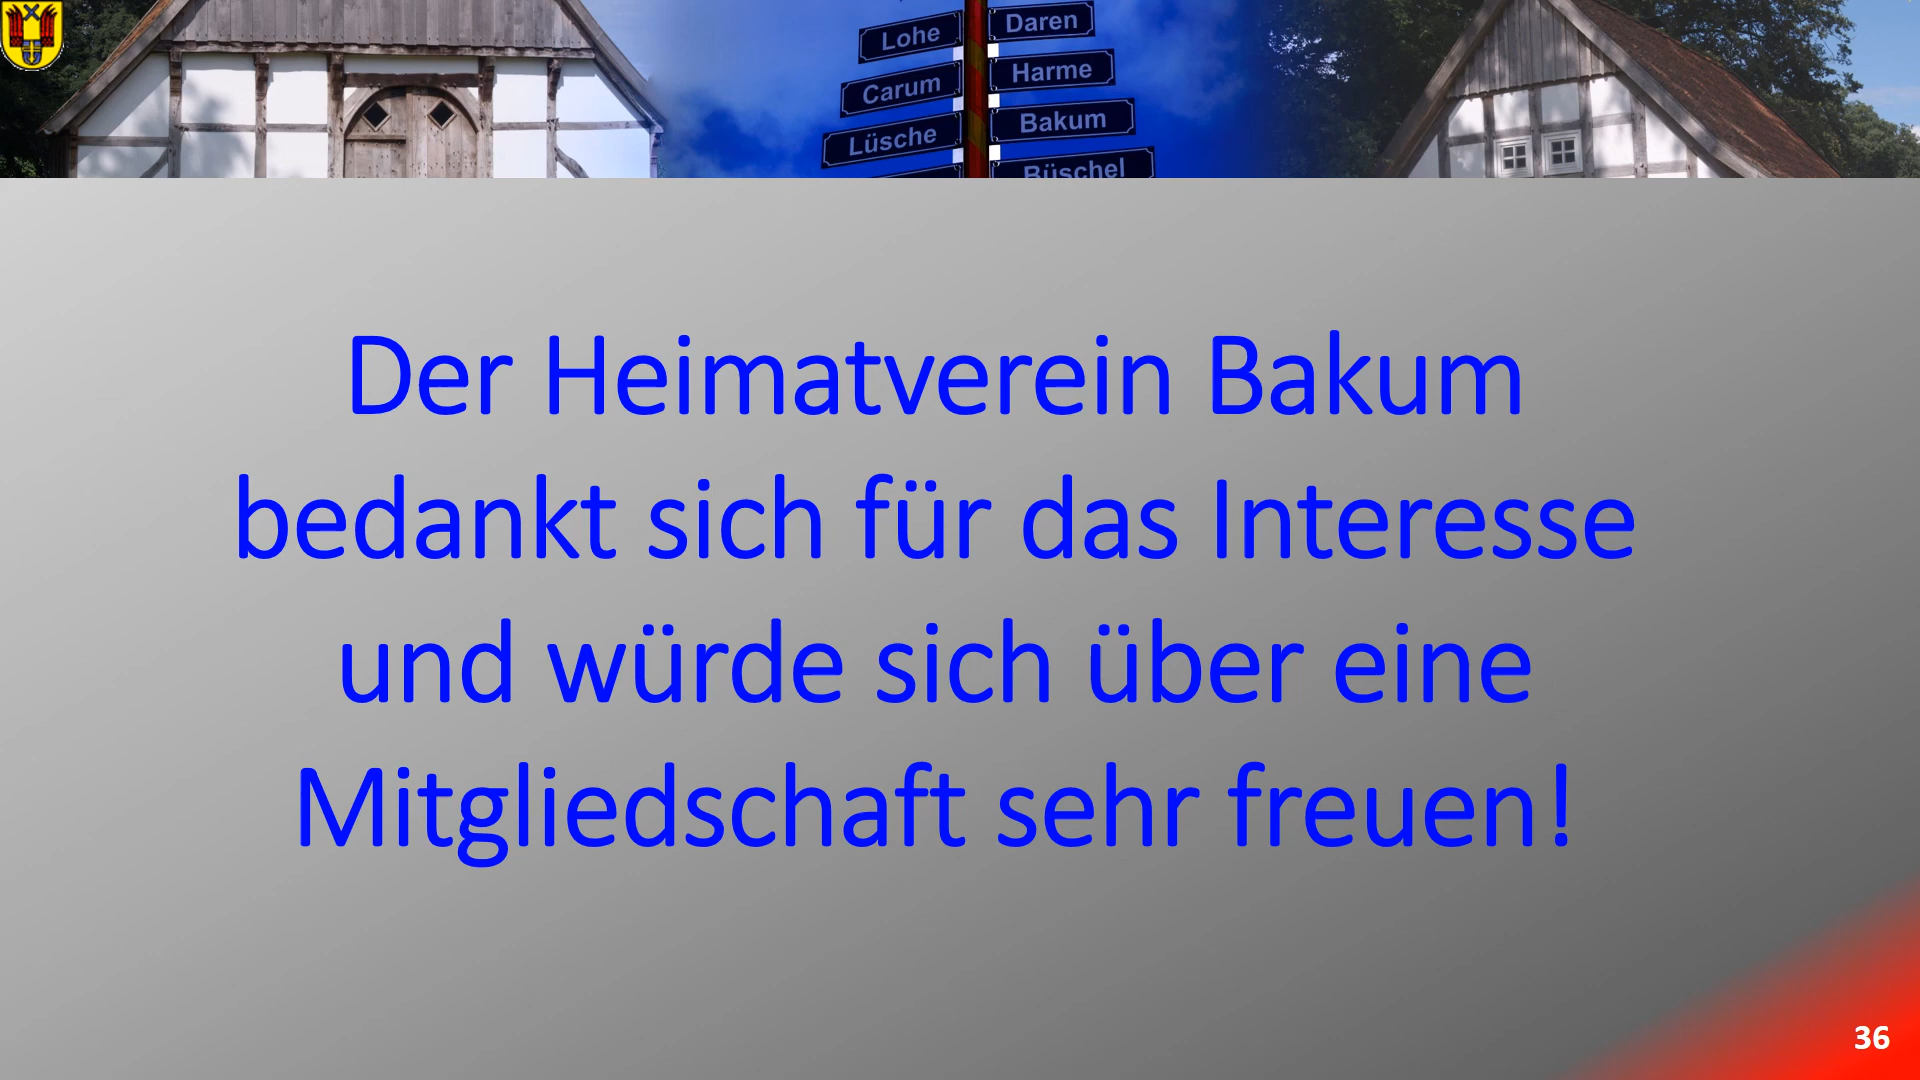 Lohe
Daren
Carum
Harme
Lüsche
Bakum
Büschel
Der Heimatverein Bakum
bedankt sich für das Interesse
und würde sich über eine
Mitgliedschaft sehr freuen!
36